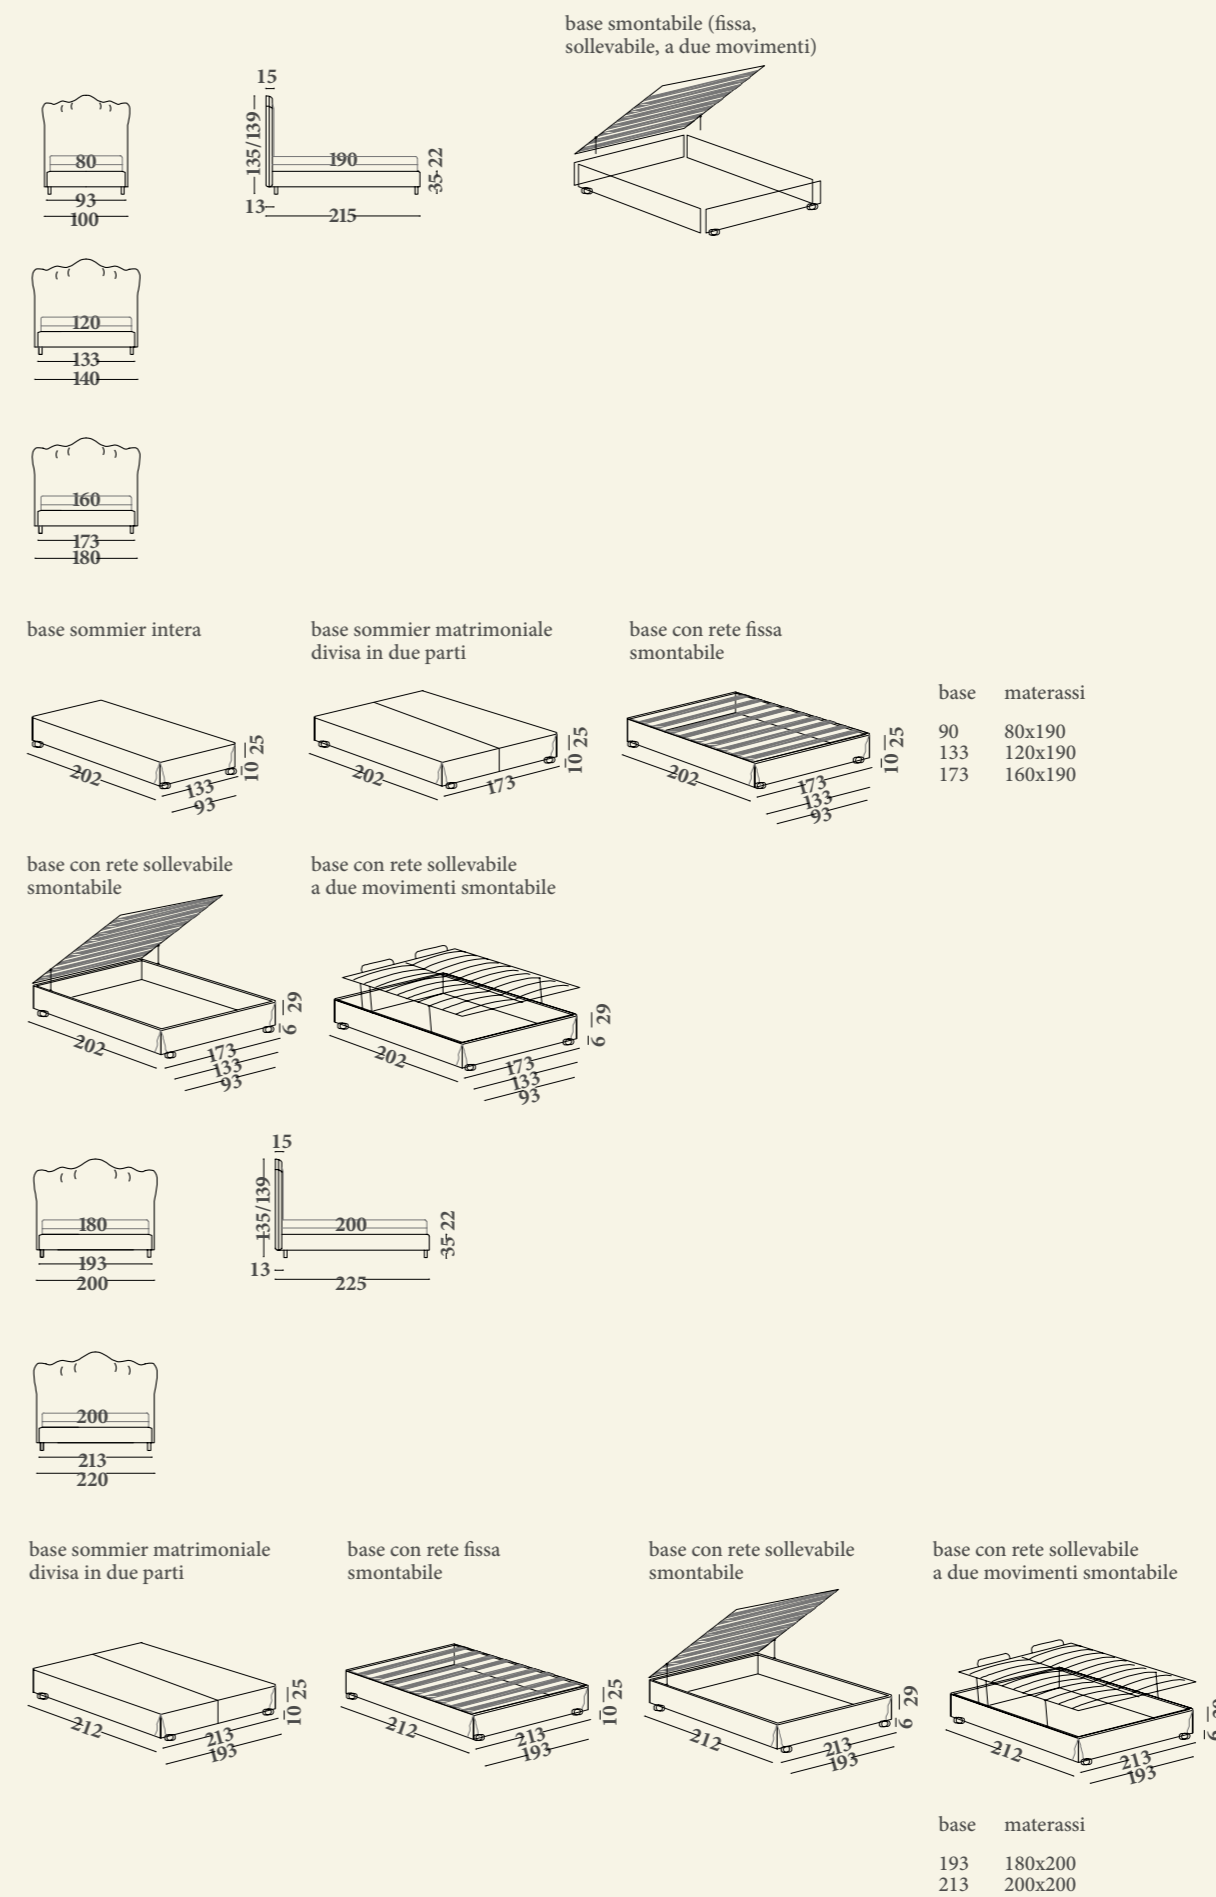 base smontabile (fissa,
sollevabile, a due movimenti)
80
93
100
15
135/139
190
35 22
13
215
120
133
140
160
173
180
base sommier intera
202
133
93
10 25
base sommier matrimoniale
divisa in due parti
202
173
10 25
base con rete fissa
smontabile
202
173
133
93
10 25
base materassi
90 80x190
133 120x190
173 160x190
base con rete sollevabile
smontabile
202
173
133
93
6 29
base con rete sollevabile
a due movimenti smontabile
202
173
133
93
6 29
180
193
200
15
135/139
200
35 22
13
225
200
213
220
base sommier matrimoniale
divisa in due parti
212
213
193
10 25
base con rete fissa
smontabile
212
213
193
10 25
base con rete sollevabile
smontabile
212
213
193
6 29
base con rete sollevabile
a due movimenti smontabile
212
213
193
base materassi
193 180x200
213 200x200